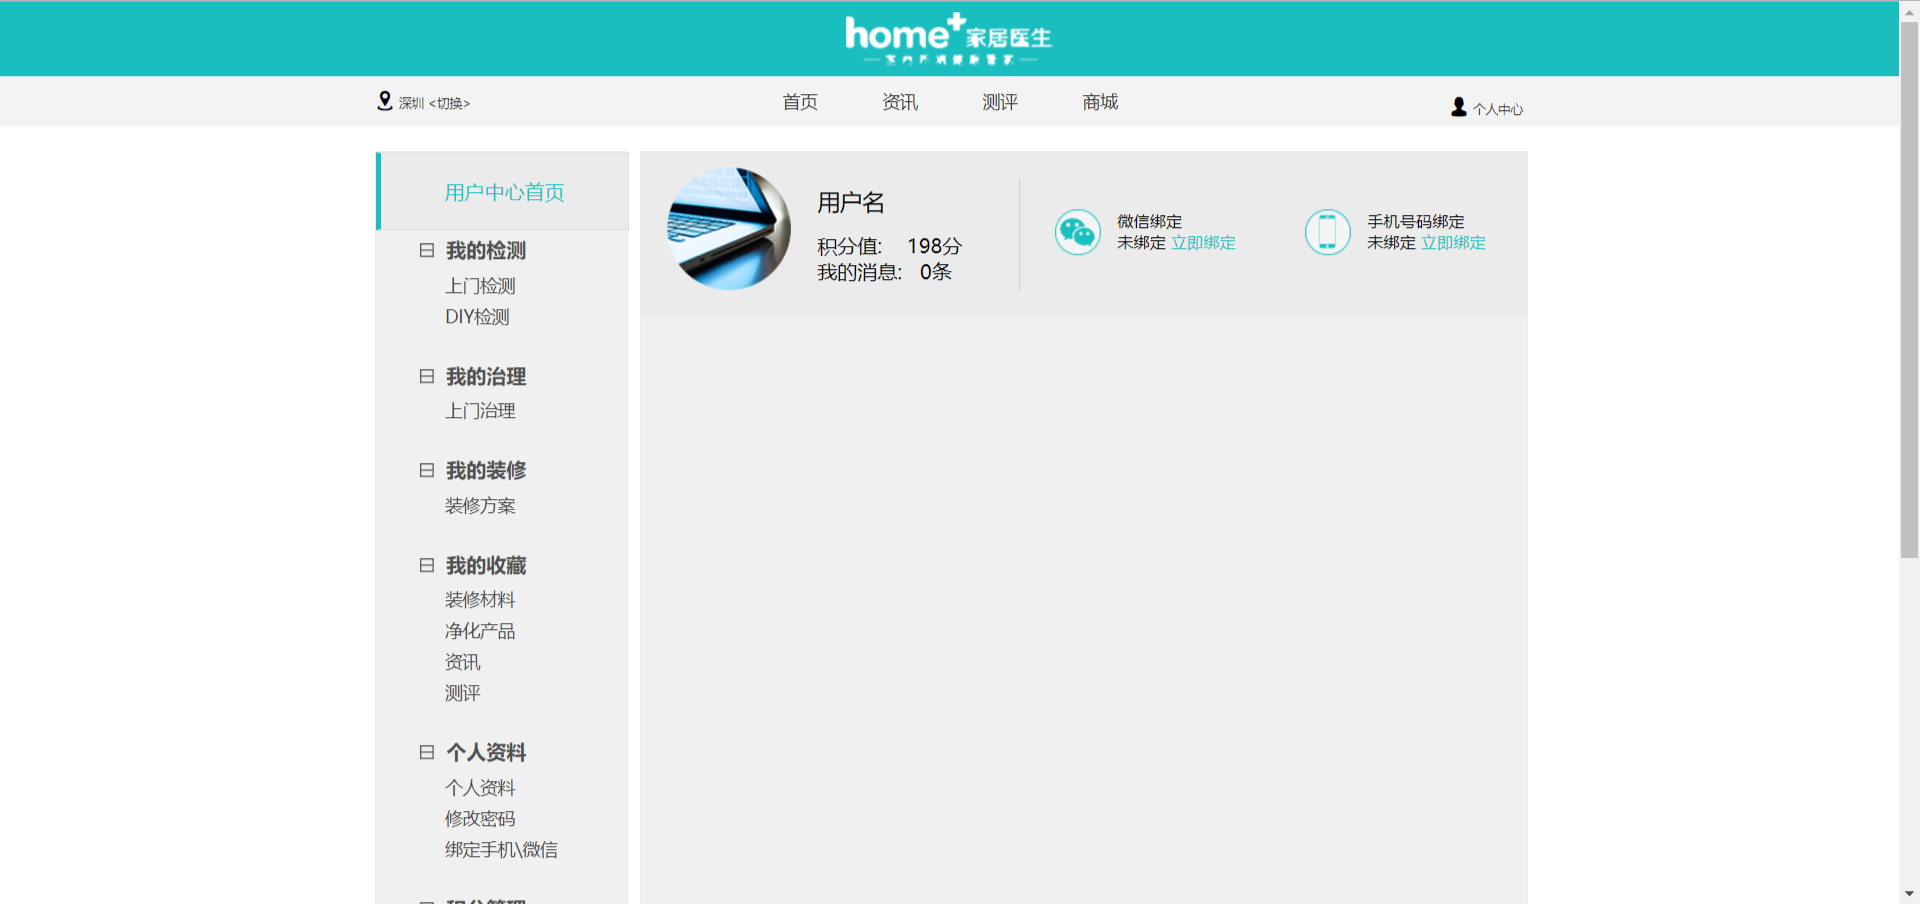 home+家居医生
深圳 <切换>
首页 资讯 测评 商城
个人中心
用户中心首页
我的检测
上门检测
DIY检测
我的治理
上门治理
我的装修
装修方案
我的收藏
装修材料
净化产品
资讯
测评
个人资料
个人资料
修改密码
绑定手机\微信
用户名
积分值: 198分
我的消息: 0条
微信绑定
未绑定 立即绑定
手机号码绑定
未绑定 立即绑定